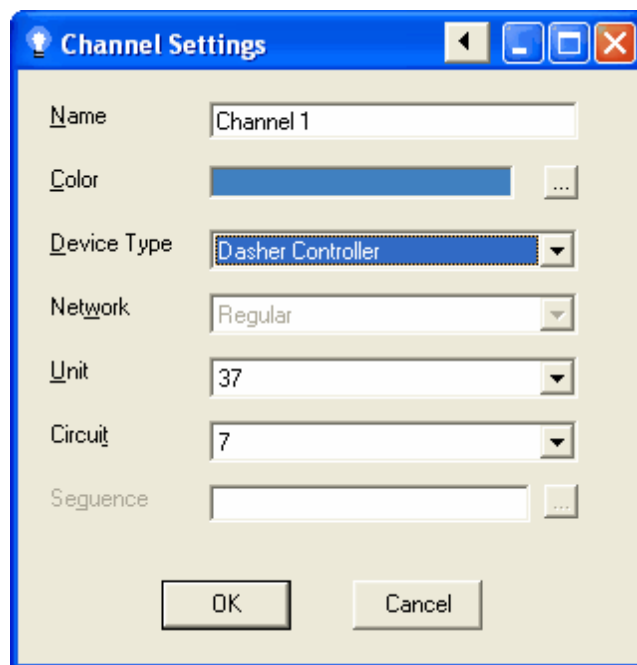 Channel Settings
Name Channel 1
Color ...
Device Type Dasher Controller
Network Regular
Unit 37
Circuit 7
Sequence ...
OK Cancel